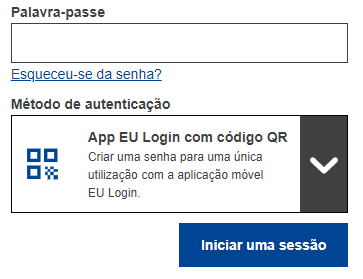 Palavra-passe
Esqueceu-se da senha?
Método de autenticação
App EU Login com código QR
Criar uma senha para uma única
utilização com a aplicação móvel
EU Login.
Iniciar uma sessão